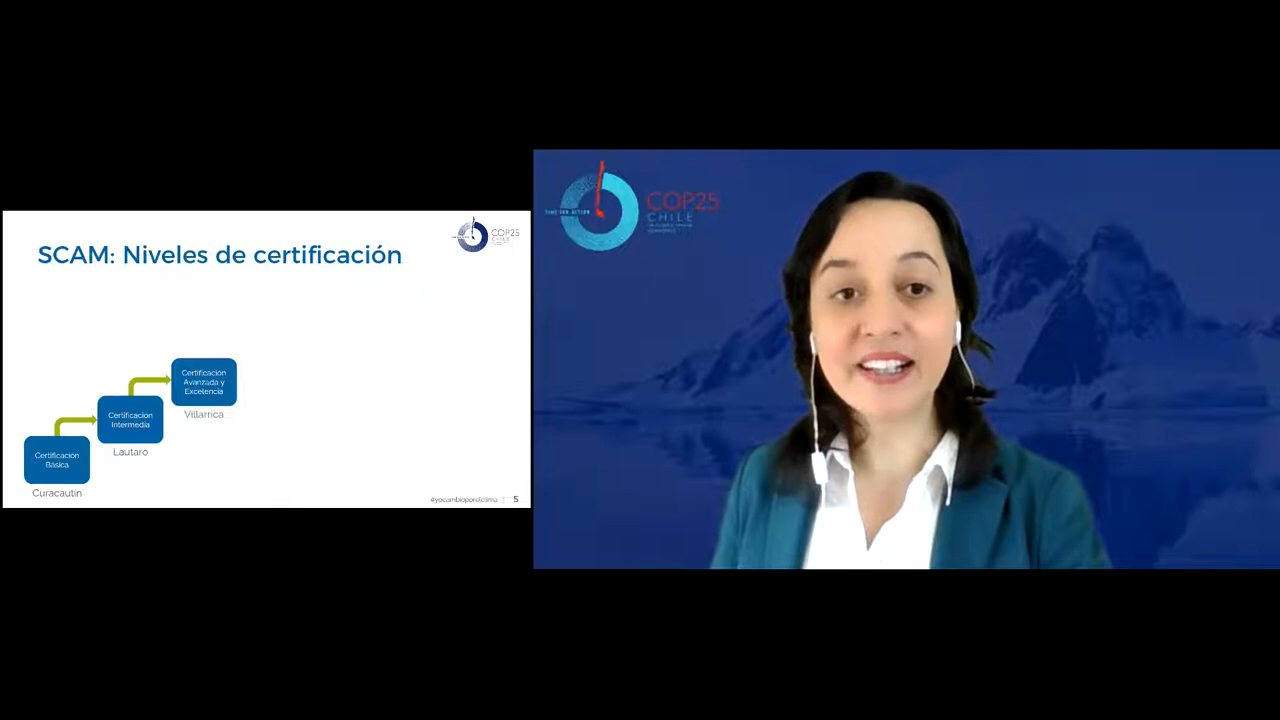 SCAM: Niveles de certificación
COP25
CHILE
Certificación
Avanzada y
Excelencia
Villarrica
Certificación
Intermedia
Lautaro
Certificación
Básica
Curacautín
#yocambioporelclima | 5
TIME FOR ACTION
COP25
CHILE